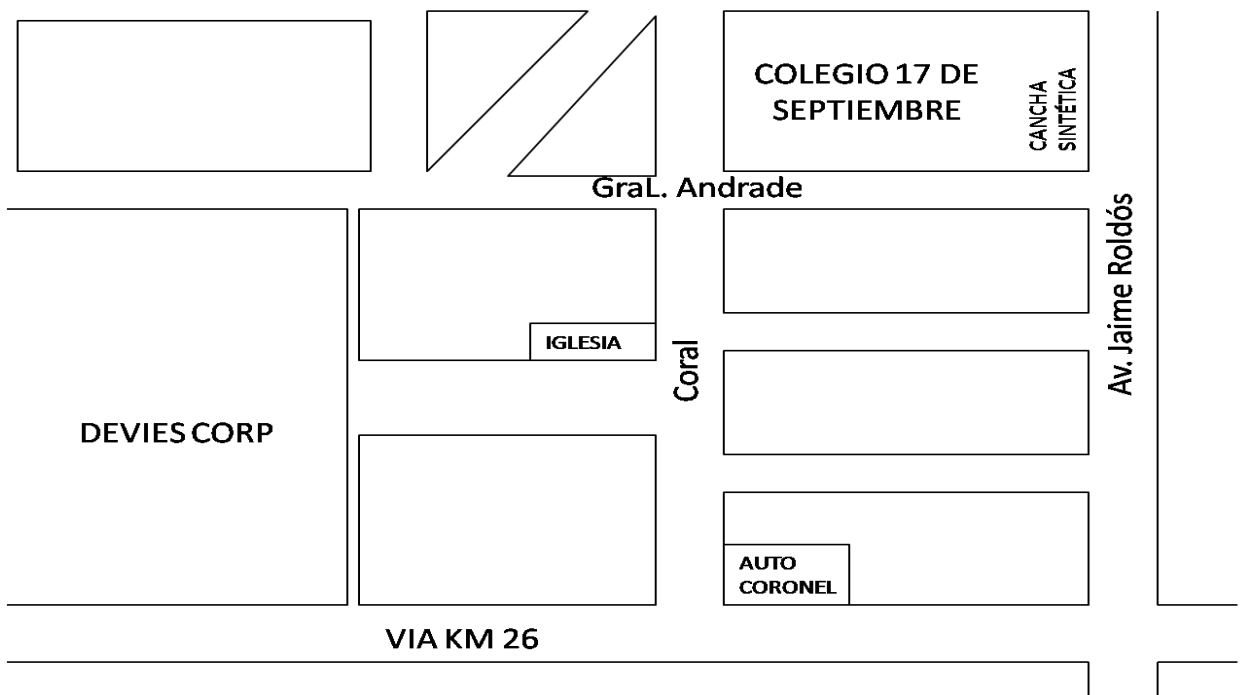 COLEGIO 17 DE
SEPTIEMBRE
CANCHA
SINTÉTICA
GraL. Andrade
Av. Jaime Roldós
IGLESIA
Coral
DEVIES CORP
AUTO
CORONEL
VIA KM 26